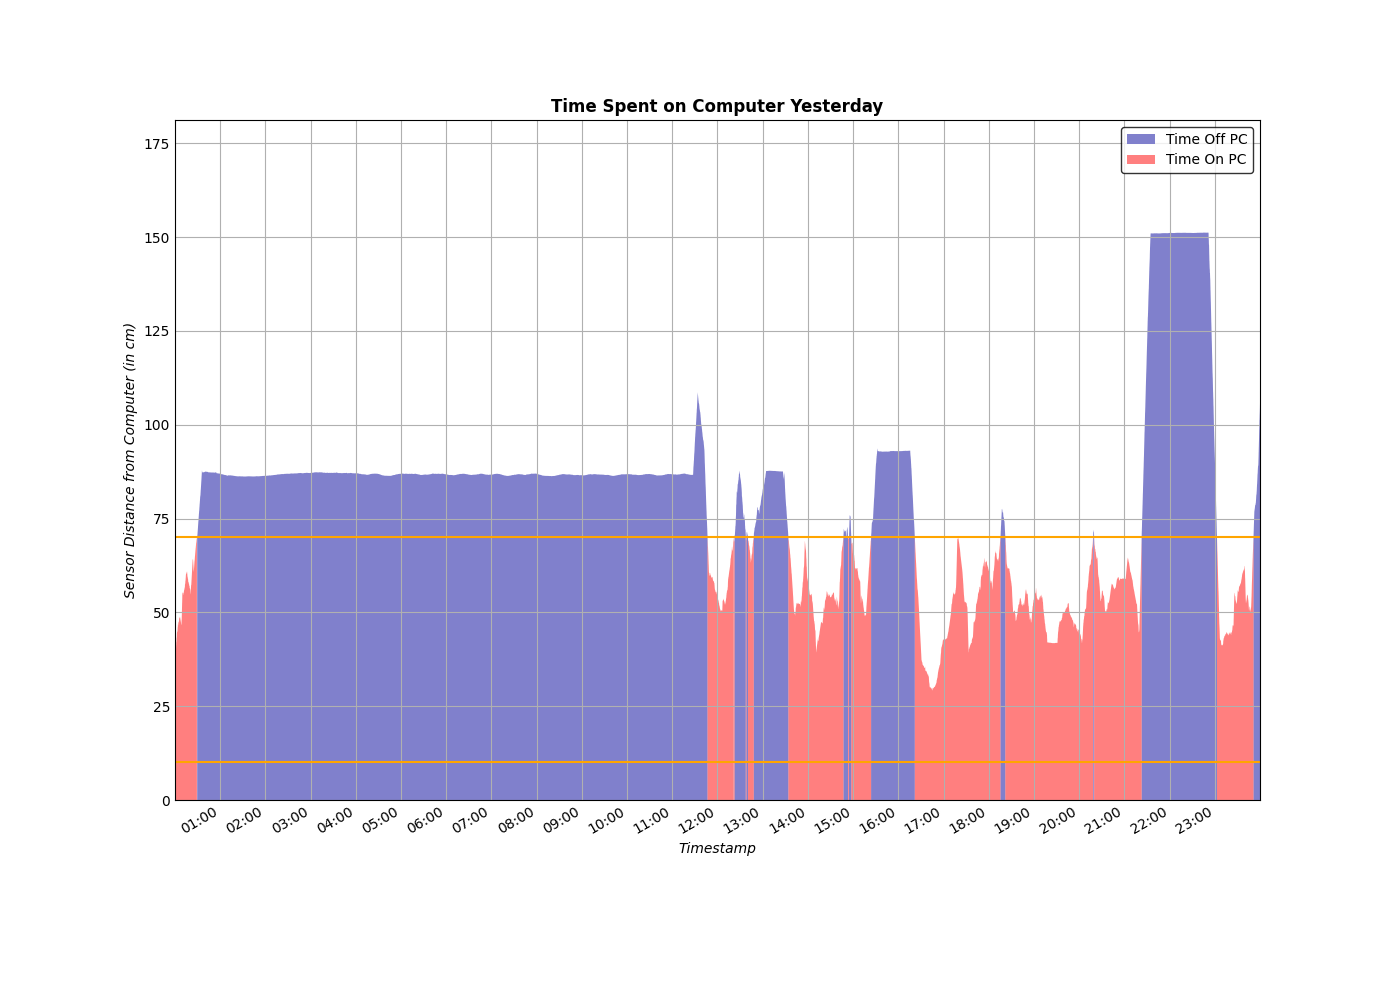 Time Spent on Computer Yesterday
Time Off PC
Time On PC
Sensor Distance from Computer (in cm)
175
150
125
100
75
50
25
0
01:00 02:00 03:00 04:00 05:00 06:00 07:00 08:00 09:00 10:00 11:00 12:00 13:00 14:00 15:00 16:00 17:00 18:00 19:00 20:00 21:00 22:00 23:00
Timestamp